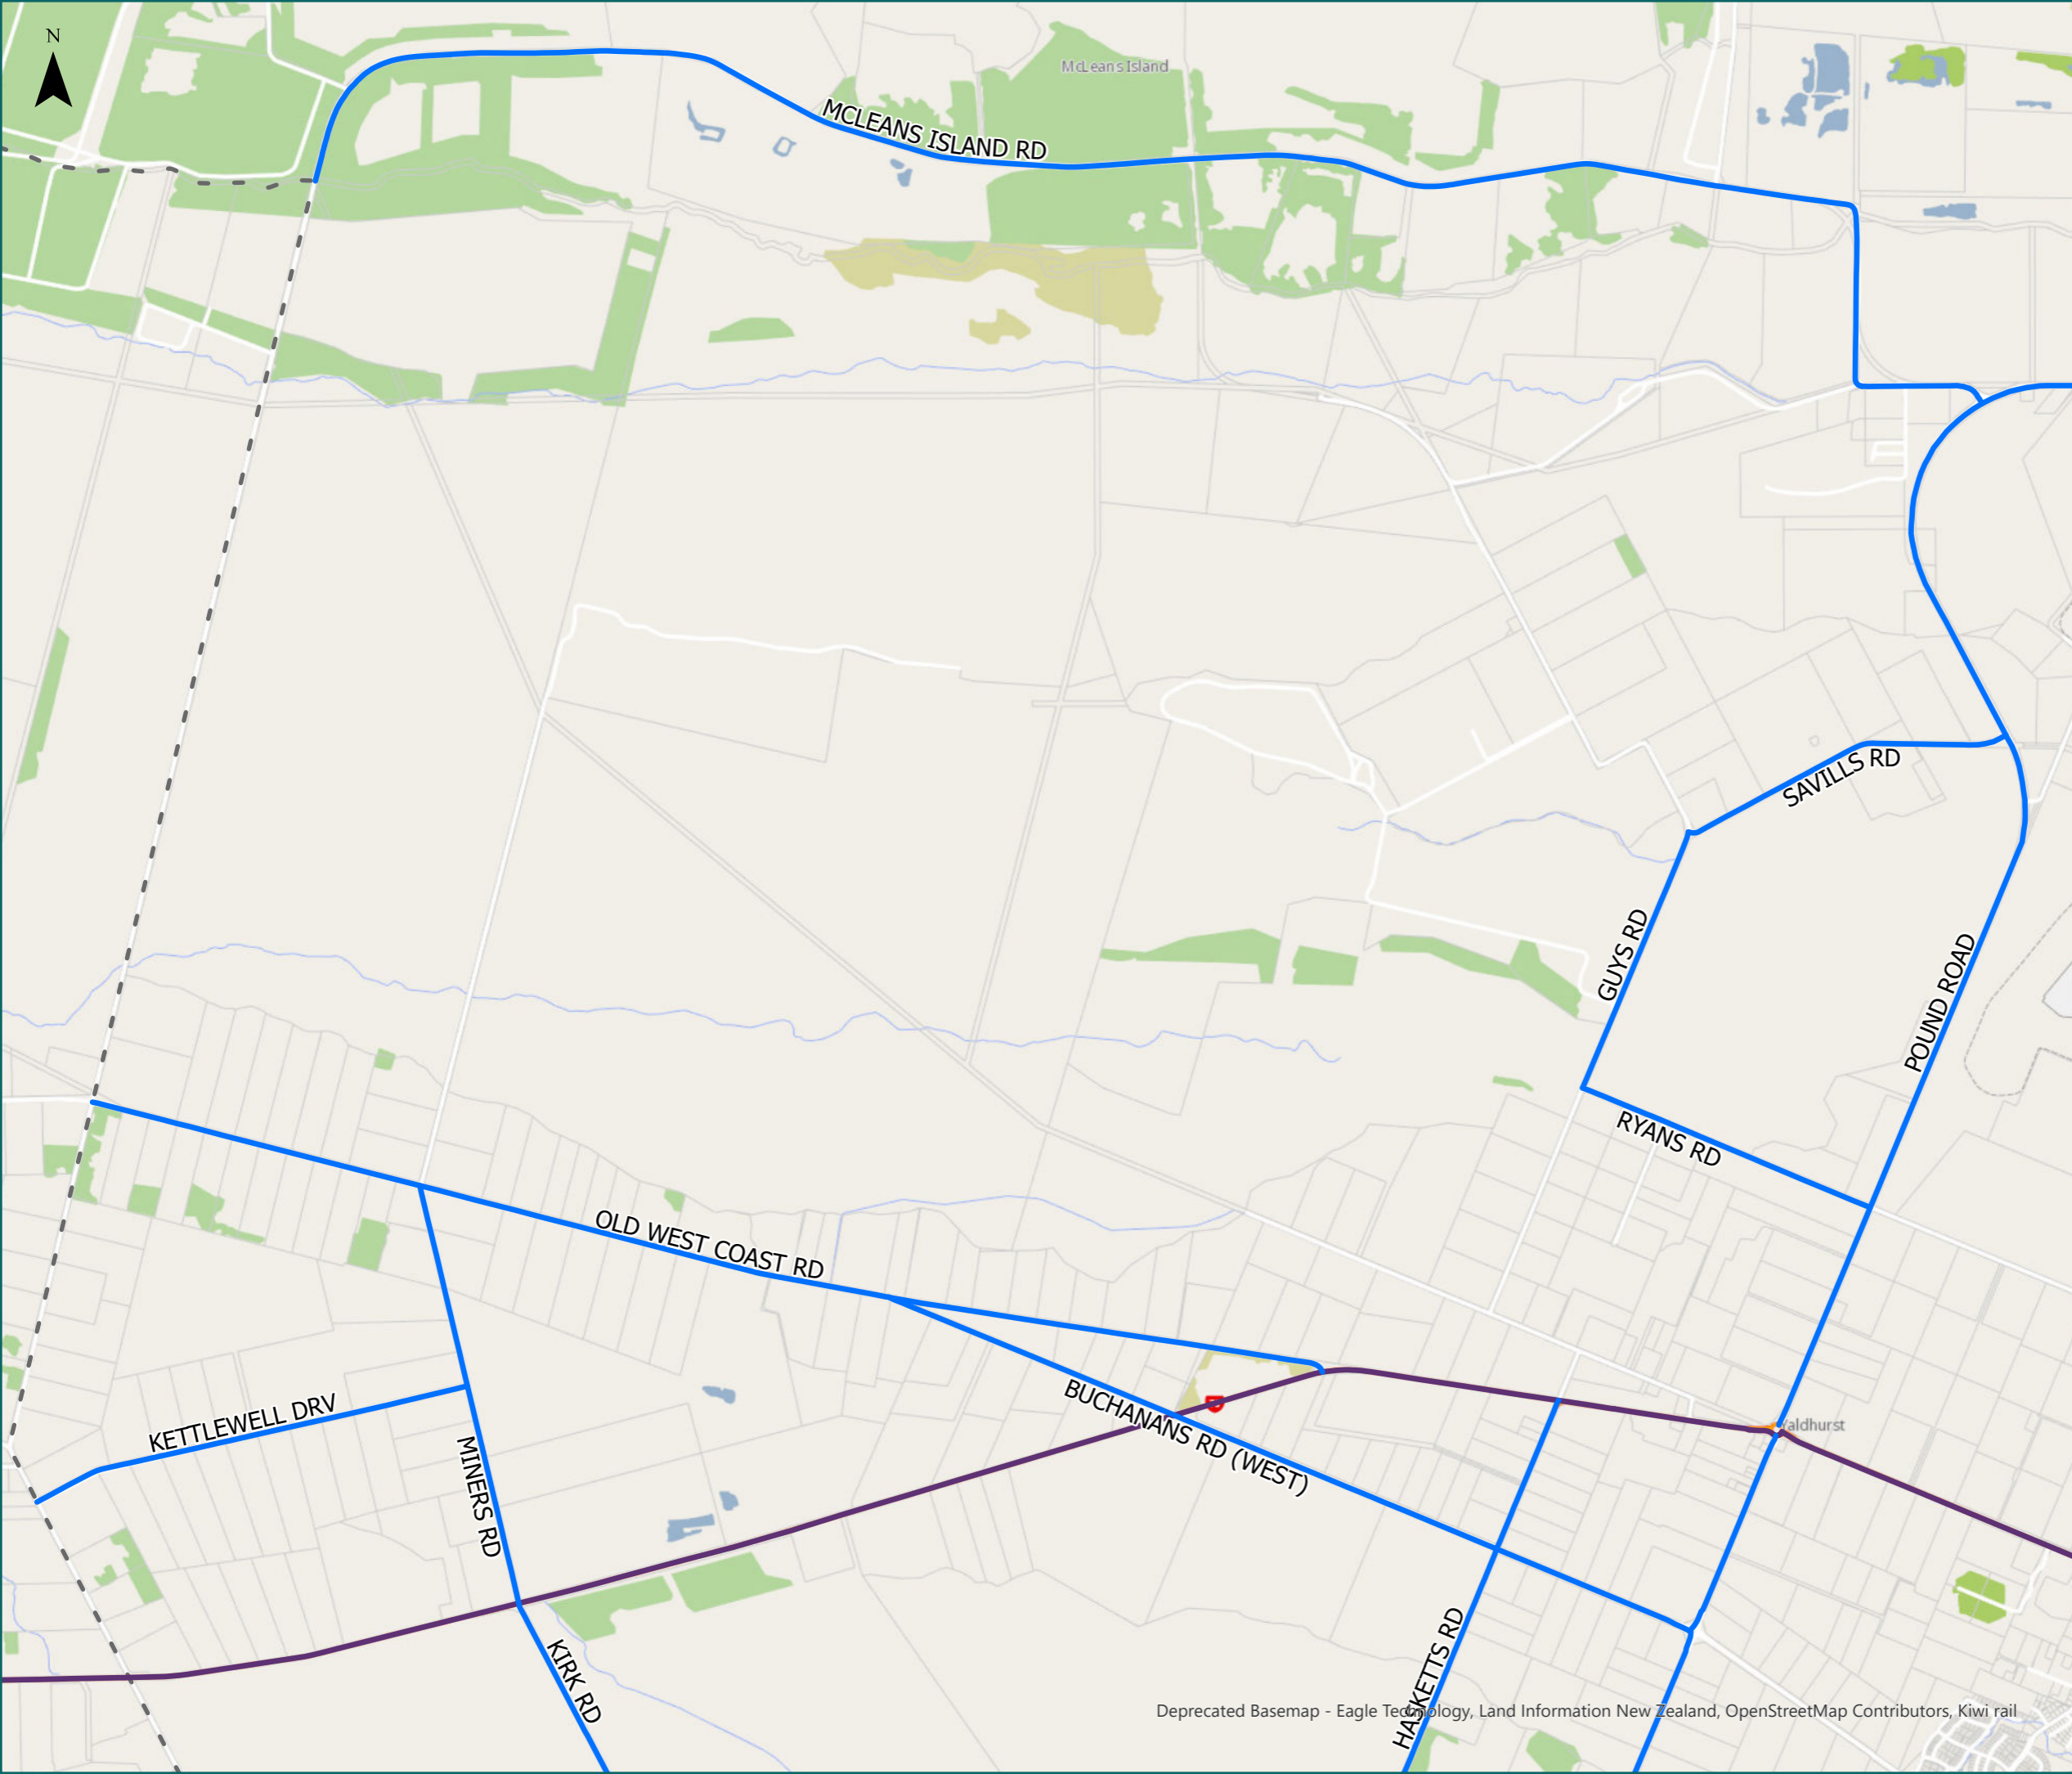 N
McLeans Island
MCLEANS ISLAND RD
SAVILLS RD
GUYS RD
POUND ROAD
RYANS RD
OLD WEST COAST RD
KETTLEWELL DRV
BUCHANANS RD (WEST)
Yaldhurst
MINERS RD
HASKETTS RD
KIRK RD
Deprecated Basemap - Eagle Technology, Land Information New Zealand, OpenStreetMap Contributors, Kiwi rail